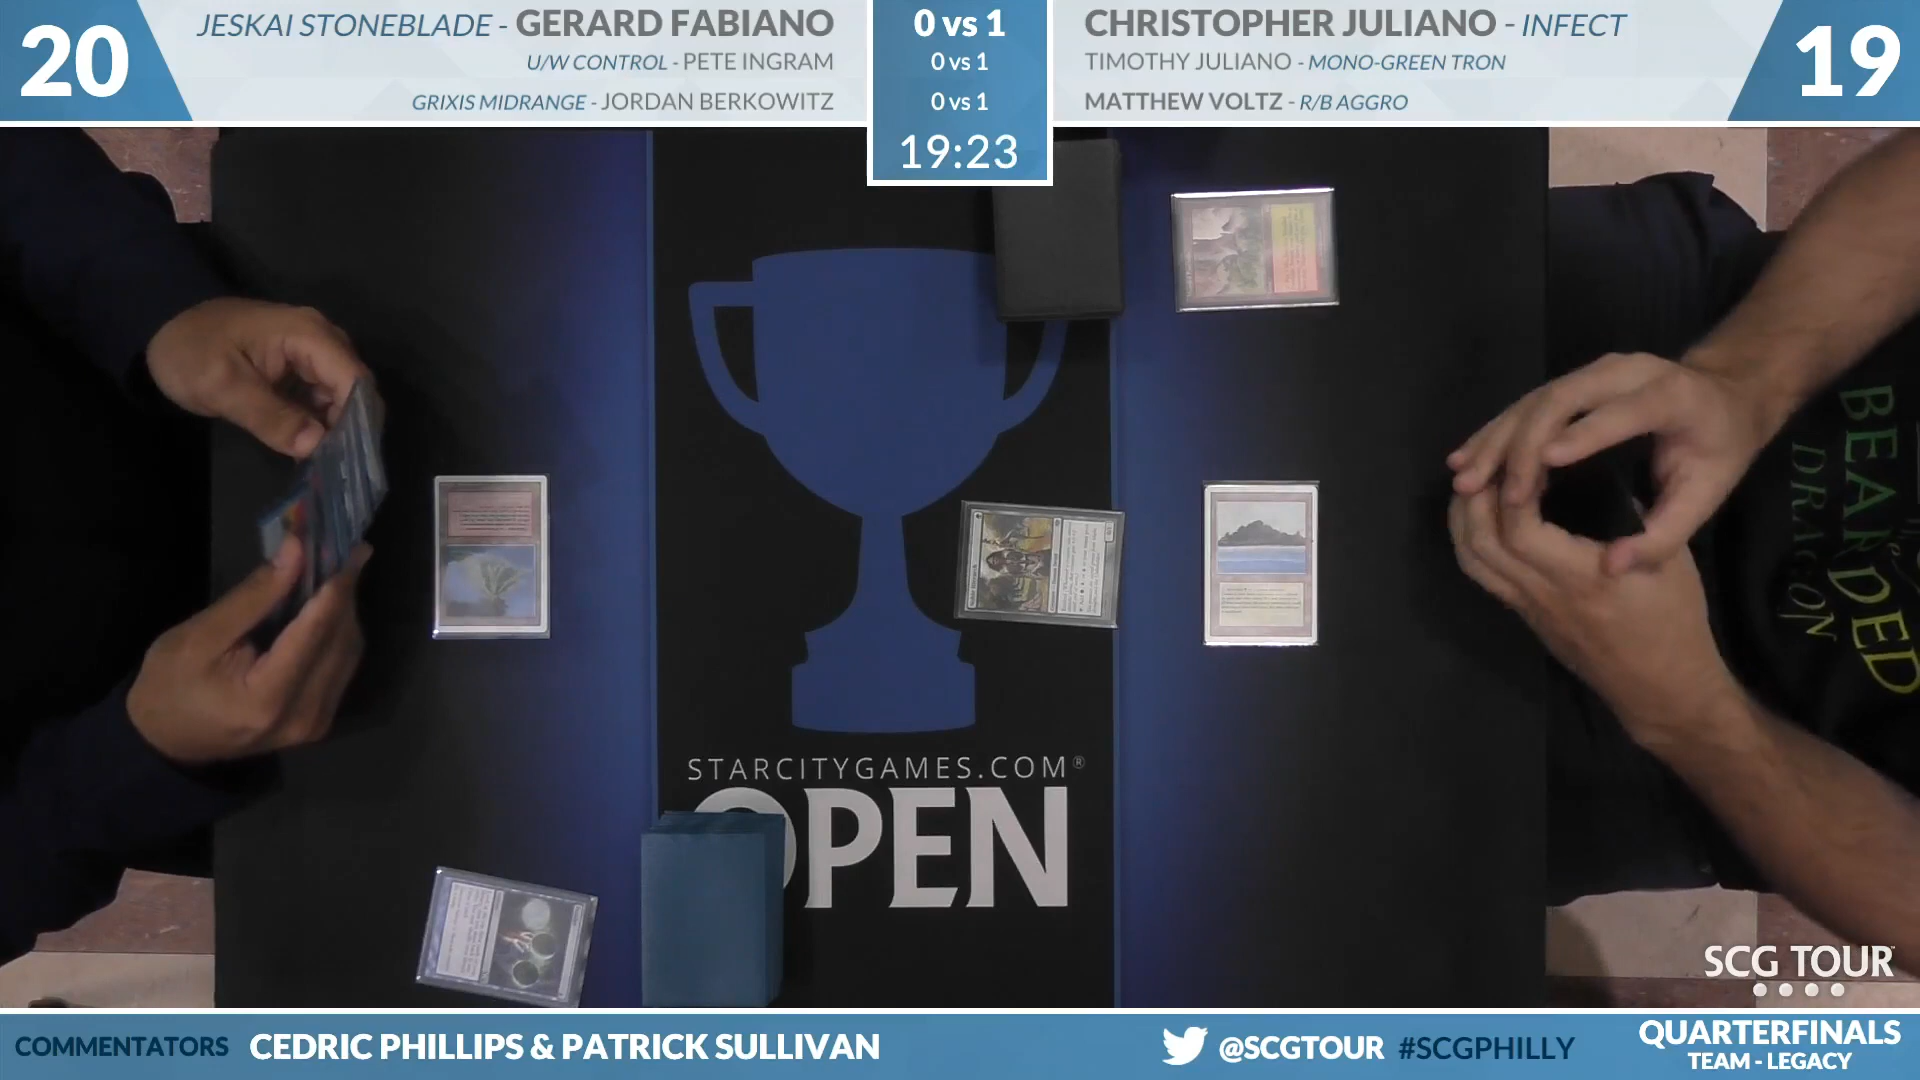 20
JESKAI STONEBLADE - GERARD FABIANO
U/W CONTROL - PETE INGRAM
GRIXIS MIDRANGE - JORDAN BERKOWITZ
0 vs 1
0 vs 1
0 vs 1
19:23
CHRISTOPHER JULIANO - INFECT
TIMOTHY JULIANO - MONO-GREEN TRON
MATTHEW VOLTZ - R/B AGGRO
19
BEARDED
DRAGON
STARCITYGAMES.COM®
OPEN
SCG TOUR
COMMENTATORS CEDRIC PHILLIPS & PATRICK SULLIVAN
@SCGTOUR #SCGPHILLY
QUARTERFINALS
TEAM - LEGACY